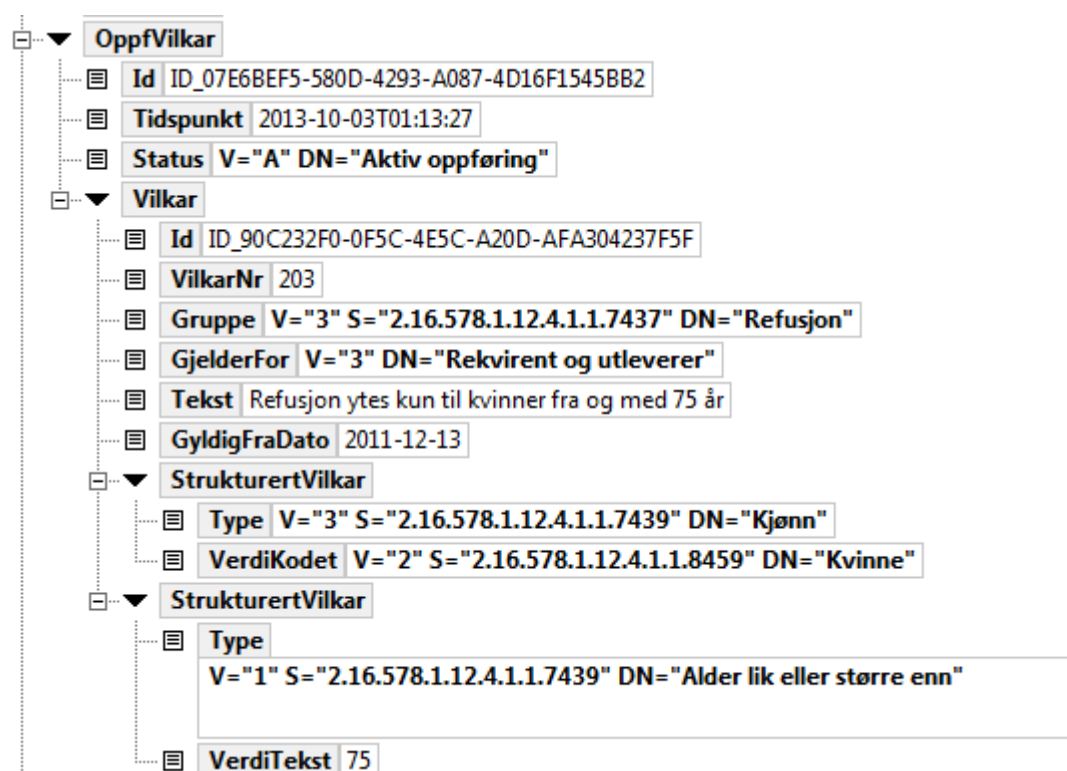 OppfVilkar
Id ID_07E6BEF5-580D-4293-A087-4D16F1545BB2
Tidspunkt 2013-10-03T01:13:27
Status V="A" DN="Aktiv oppføring"
Vilkar
Id ID_90C232F0-0F5C-4E5C-A20D-AFA304237F5F
VilkarNr 203
Gruppe V="3" S="2.16.578.1.12.4.1.1.7437" DN="Refusjon"
GjelderFor V="3" DN="Rekvirent og utleverer"
Tekst Refusjon ytes kun til kvinner fra og med 75 år
GyldigFraDato 2011-12-13
StrukturertVilkar
Type V="3" S="2.16.578.1.12.4.1.1.7439" DN="Kjønn"
VerdiKodet V="2" S="2.16.578.1.12.4.1.1.8459" DN="Kvinne"
StrukturertVilkar
Type
V="1" S="2.16.578.1.12.4.1.1.7439" DN="Alder lik eller større enn"
VerdiTekst 75